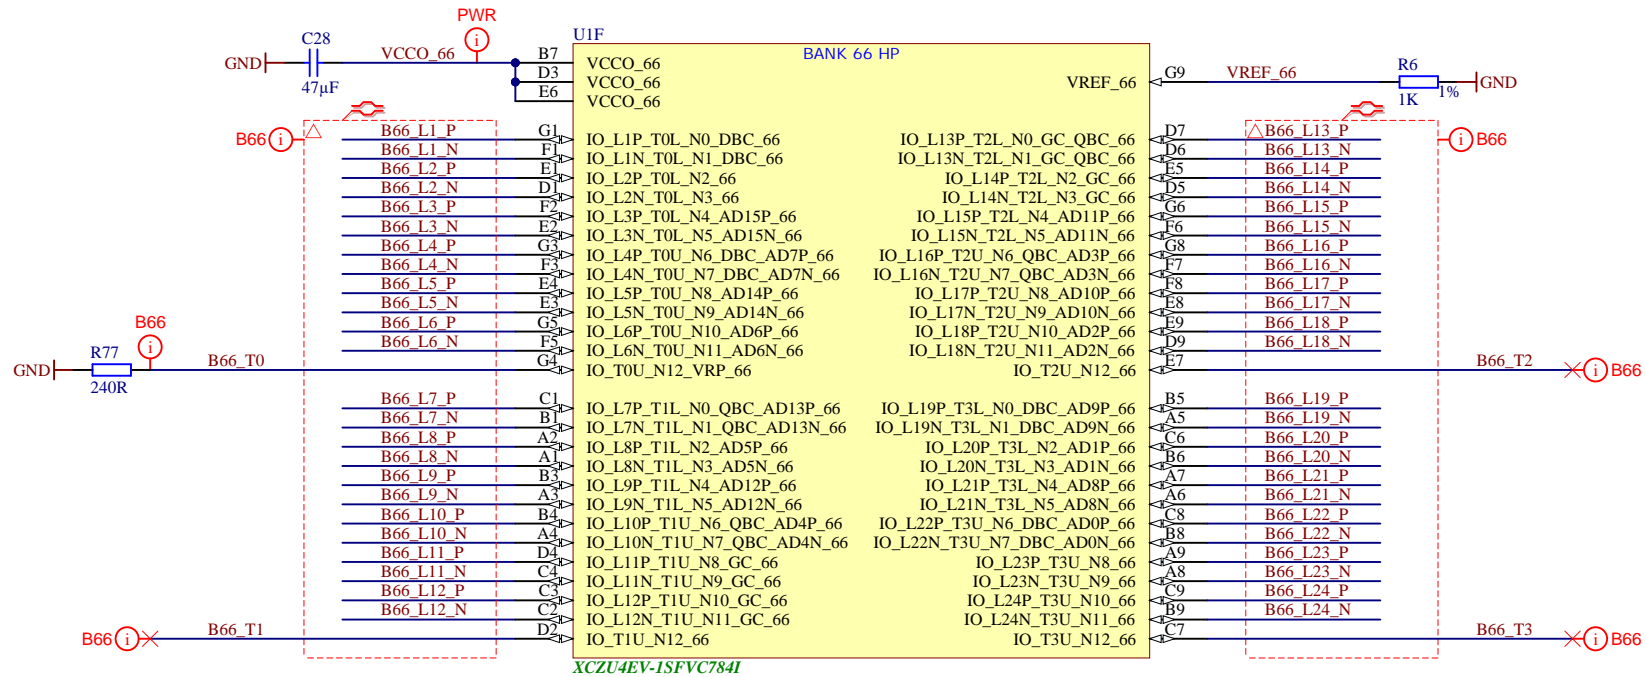 PWR
C28
U1F
GND
VCCO_66
47µF
BANK 66 HP
B7 VCCO_66
D3 VCCO_66
E6 VCCO_66
VREF_66 G9 VREF_66
R6
1K
1%
GND
B66
B66
B66_L1_P G1 IO_L1P_T0L_N0_DBC_66 IO_L13P_T2L_N0_GC_QBC_66 D7 B66_L13_P
B66_L1_N F1 IO_L1N_T0L_N1_DBC_66 IO_L13N_T2L_N1_GC_QBC_66 D6 B66_L13_N
B66_L2_P E1 IO_L2P_T0L_N2_66 IO_L14P_T2L_N2_GC_66 E5 B66_L14_P
B66_L2_N D1 IO_L2N_T0L_N3_66 IO_L14N_T2L_N3_GC_66 D5 B66_L14_N
B66_L3_P F2 IO_L3P_T0L_N4_AD15P_66 IO_L15P_T2L_N4_AD11P_66 G6 B66_L15_P
B66_L3_N E2 IO_L3N_T0L_N5_AD15N_66 IO_L15N_T2L_N5_AD11N_66 F6 B66_L15_N
B66_L4_P G3 IO_L4P_T0U_N6_DBC_AD7P_66 IO_L16P_T2U_N6_QBC_AD3P_66 G8 B66_L16_P
B66_L4_N F3 IO_L4N_T0U_N7_DBC_AD7N_66 IO_L16N_T2U_N7_QBC_AD3N_66 F7 B66_L16_N
B66_L5_P E4 IO_L5P_T0U_N8_AD14P_66 IO_L17P_T2U_N8_AD10P_66 F8 B66_L17_P
B66_L5_N E3 IO_L5N_T0U_N9_AD14N_66 IO_L17N_T2U_N9_AD10N_66 E8 B66_L17_N
B66_L6_P G5 IO_L6P_T0U_N10_AD6P_66 IO_L18P_T2U_N10_AD2P_66 E9 B66_L18_P
B66_L6_N F5 IO_L6N_T0U_N11_AD6N_66 IO_L18N_T2U_N11_AD2N_66 D9 B66_L18_N
B66
R77
GND
240R
B66_T0 G4 IO_T0U_N12_VRP_66 IO_T2U_N12_66 E7 B66_T2 B66
B66_L7_P C1 IO_L7P_T1L_N0_QBC_AD13P_66 IO_L19P_T3L_N0_DBC_AD9P_66 B5 B66_L19_P
B66_L7_N B1 IO_L7N_T1L_N1_QBC_AD13N_66 IO_L19N_T3L_N1_DBC_AD9N_66 A5 B66_L19_N
B66_L8_P A2 IO_L8P_T1L_N2_AD5P_66 IO_L20P_T3L_N2_AD1P_66 C6 B66_L20_P
B66_L8_N A1 IO_L8N_T1L_N3_AD5N_66 IO_L20N_T3L_N3_AD1N_66 B6 B66_L20_N
B66_L9_P B3 IO_L9P_T1L_N4_AD12P_66 IO_L21P_T3L_N4_AD8P_66 A7 B66_L21_P
B66_L9_N A3 IO_L9N_T1L_N5_AD12N_66 IO_L21N_T3L_N5_AD8N_66 A6 B66_L21_N
B66_L10_P B4 IO_L10P_T1U_N6_QBC_AD4P_66 IO_L22P_T3U_N6_DBC_AD0P_66 C8 B66_L22_P
B66_L10_N A4 IO_L10N_T1U_N7_QBC_AD4N_66 IO_L22N_T3U_N7_DBC_AD0N_66 B8 B66_L22_N
B66_L11_P D4 IO_L11P_T1U_N8_GC_66 IO_L23P_T3U_N8_66 A9 B66_L23_P
B66_L11_N C4 IO_L11N_T1U_N9_GC_66 IO_L23N_T3U_N9_66 A8 B66_L23_N
B66_L12_P C3 IO_L12P_T1U_N10_GC_66 IO_L24P_T3U_N10_66 C9 B66_L24_P
B66_L12_N C2 IO_L12N_T1U_N11_GC_66 IO_L24N_T3U_N11_66 B9 B66_L24_N
B66 B66_T1 D2 IO_T1U_N12_66 IO_T3U_N12_66 C7 B66_T3 B66
XCZU4EV-1SFVC784I